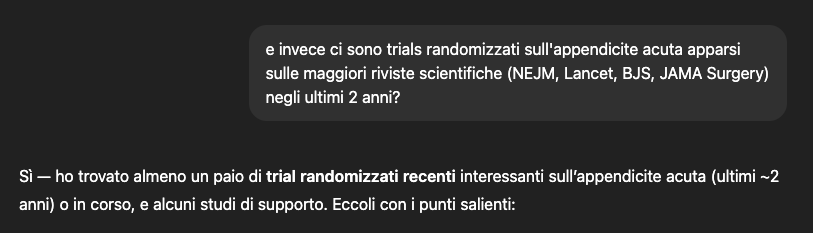 e invece ci sono trials randomizzati sull'appendicite acuta apparsi
sulle maggiori riviste scientifiche (NEJM, Lancet, BJS, JAMA Surgery)
negli ultimi 2 anni?
Sì — ho trovato almeno un paio di trial randomizzati recenti interessanti sull’appendicite acuta (ultimi ~2
anni) o in corso, e alcuni studi di supporto. Eccoli con i punti salienti: